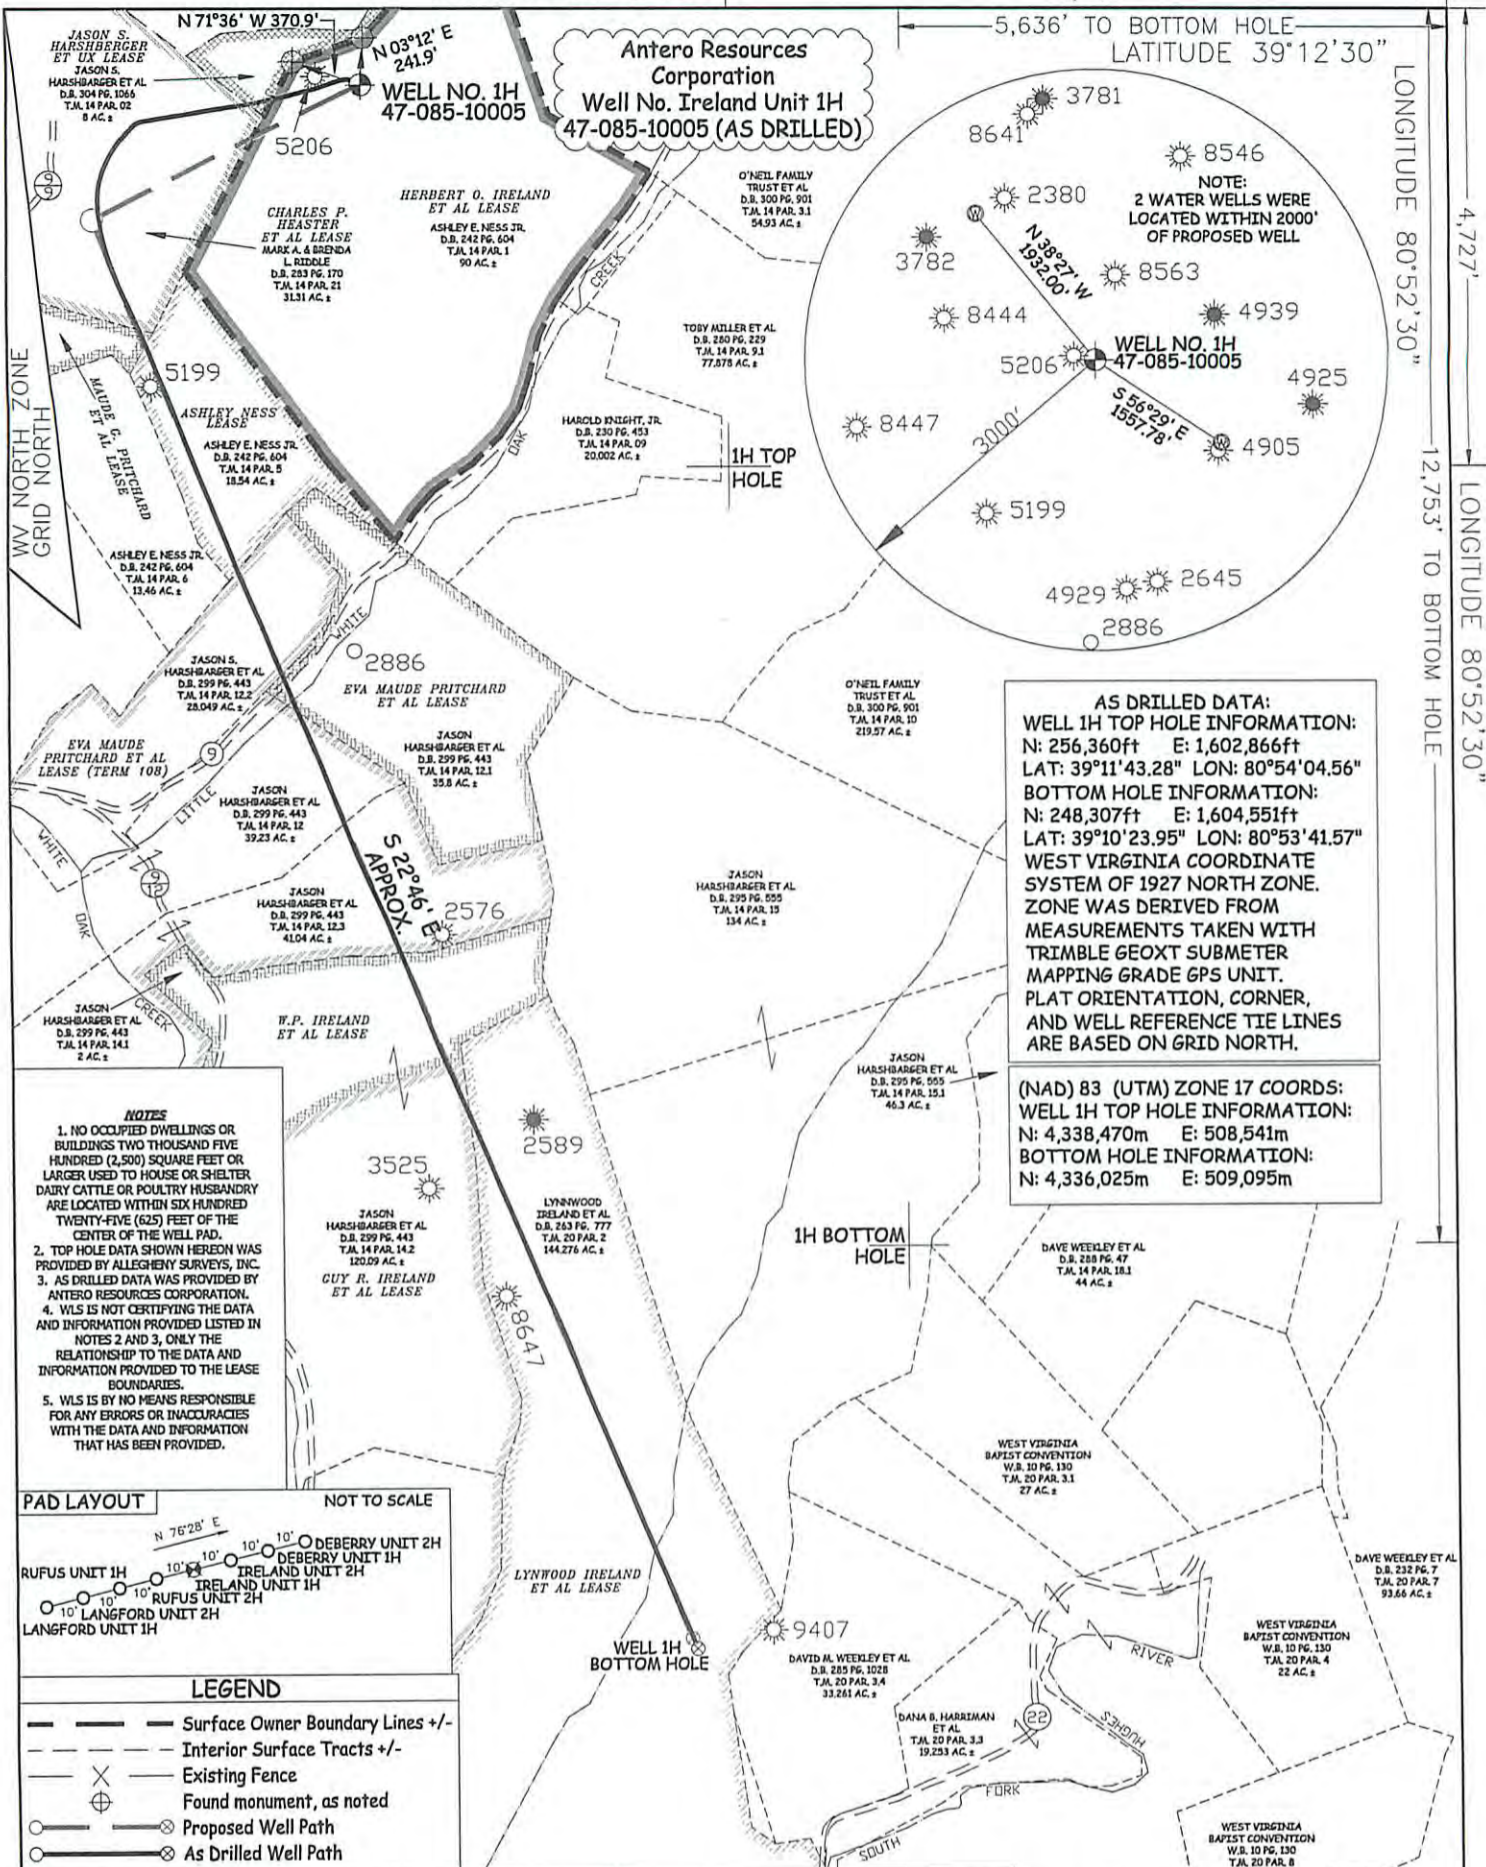 5,636' TO BOTTOM HOLE
LATITUDE 39°12'30"
LONGITUDE 80°52'30"
4,727'
12,753' TO BOTTOM HOLE
LONGITUDE 80°52'30"
N 71°36' W 370.9'
N 03°12' E
241.9'
WELL NO. 1H
47-085-10005
5206
JASON S.
HARSHBERGER
ET UX LEASE
JASON S.
HARSHBARGER ET AL
D.B. 304 PG. 1066
T.M. 14 PAR. 02
8 AC. ±
Antero Resources
Corporation
Well No. Ireland Unit 1H
47-085-10005 (AS DRILLED)
CHARLES P.
HEASTER
ET AL LEASE
MARK A. & BRENDA
L RIDDLE
D.B. 283 PG. 170
T.M. 14 PAR. 21
31.31 AC. ±
HERBERT O. IRELAND
ET AL LEASE
ASHLEY E. NESS JR.
D.B. 242 PG. 604
T.M. 14 PAR. 1
90 AC. ±
O'NEIL FAMILY
TRUST ET AL
D.B. 300 PG. 901
T.M. 14 PAR. 3.1
54.93 AC. ±
TOBY MILLER ET AL
D.B. 260 PG. 229
T.M. 14 PAR. 9.1
77.878 AC. ±
HAROLD KNIGHT, JR.
D.B. 230 PG. 453
T.M. 14 PAR. 09
20.002 AC. ±
CREEK
OAK
WHITE
1H TOP
HOLE
3781
8641
8546
NOTE:
2 WATER WELLS WERE
LOCATED WITHIN 2000'
OF PROPOSED WELL
2380
W
3782
N 38°27' W
1932.00'
8563
8444
4939
WELL NO. 1H
47-085-10005
5206
4925
S 56°29' E
1557.78'
8447
3000'
W
4905
5199
4929
2645
2886
WV NORTH ZONE
GRID NORTH
5199
MAUDE G. PRITCHARD
ET AL LEASE
ASHLEY NESS
LEASE
ASHLEY E. NESS JR.
D.B. 242 PG. 604
T.M. 14 PAR. 5
18.54 AC. ±
ASHLEY E. NESS JR.
D.B. 242 PG. 604
T.M. 14 PAR. 6
13.46 AC. ±
JASON S.
HARSHBARGER ET AL
D.B. 299 PG. 443
T.M. 14 PAR. 12.2
28.049 AC. ±
2886
EVA MAUDE PRITCHARD
ET AL LEASE
EVA MAUDE
PRITCHARD ET AL
LEASE (TERM 108)
9
LITTLE
JASON
HARSHBARGER ET AL
D.B. 299 PG. 443
T.M. 14 PAR. 12.1
35.8 AC. ±
JASON
HARSHBARGER ET AL
D.B. 299 PG. 443
T.M. 14 PAR. 12
39.23 AC. ±
WHITE
OAK
CREEK
9
12
S 22°46' E
APPROX.
JASON
HARSHBARGER ET AL
D.B. 299 PG. 443
T.M. 14 PAR. 12.3
41.04 AC. ±
2576
O'NEIL FAMILY
TRUST ET AL
D.B. 300 PG. 901
T.M. 14 PAR. 10
219.57 AC. ±
JASON
HARSHBARGER ET AL
D.B. 295 PG. 555
T.M. 14 PAR. 15
134 AC. ±
AS DRILLED DATA:
WELL 1H TOP HOLE INFORMATION:
N: 256,360ft E: 1,602,866ft
LAT: 39°11'43.28" LON: 80°54'04.56"
BOTTOM HOLE INFORMATION:
N: 248,307ft E: 1,604,551ft
LAT: 39°10'23.95" LON: 80°53'41.57"
WEST VIRGINIA COORDINATE
SYSTEM OF 1927 NORTH ZONE.
ZONE WAS DERIVED FROM
MEASUREMENTS TAKEN WITH
TRIMBLE GEOXT SUBMETER
MAPPING GRADE GPS UNIT.
PLAT ORIENTATION, CORNER,
AND WELL REFERENCE TIE LINES
ARE BASED ON GRID NORTH.
(NAD) 83 (UTM) ZONE 17 COORDS:
WELL 1H TOP HOLE INFORMATION:
N: 4,338,470m E: 508,541m
BOTTOM HOLE INFORMATION:
N: 4,336,025m E: 509,095m
JASON
HARSHBARGER ET AL
D.B. 299 PG. 443
T.M. 14 PAR. 14.1
2 AC. ±
W.P. IRELAND
ET AL LEASE
JASON
HARSHBARGER ET AL
D.B. 295 PG. 555
T.M. 14 PAR. 15.1
46.3 AC. ±
NOTES
1. NO OCCUPIED DWELLINGS OR
BUILDINGS TWO THOUSAND FIVE
HUNDRED (2,500) SQUARE FEET OR
LARGER USED TO HOUSE OR SHELTER
DAIRY CATTLE OR POULTRY HUSBANDRY
ARE LOCATED WITHIN SIX HUNDRED
TWENTY-FIVE (625) FEET OF THE
CENTER OF THE WELL PAD.
2. TOP HOLE DATA SHOWN HEREON WAS
PROVIDED BY ALLEGHENY SURVEYS, INC.
3. AS DRILLED DATA WAS PROVIDED BY
ANTERO RESOURCES CORPORATION.
4. WLS IS NOT CERTIFYING THE DATA
AND INFORMATION PROVIDED LISTED IN
NOTES 2 AND 3, ONLY THE
RELATIONSHIP TO THE DATA AND
INFORMATION PROVIDED TO THE LEASE
BOUNDARIES.
5. WLS IS BY NO MEANS RESPONSIBLE
FOR ANY ERRORS OR INACCURACIES
WITH THE DATA AND INFORMATION
THAT HAS BEEN PROVIDED.
2589
3525
JASON
HARSHBARGER ET AL
D.B. 299 PG. 443
T.M. 14 PAR. 14.2
120.09 AC. ±
GUY R. IRELAND
ET AL LEASE
LYNNWOOD
IRELAND ET AL
D.B. 263 PG. 777
T.M. 20 PAR. 2
144.276 AC. ±
8647
1H BOTTOM
HOLE
DAVE WEEKLEY ET AL
D.B. 288 PG. 47
T.M. 14 PAR. 18.1
44 AC. ±
WEST VIRGINIA
BAPIST CONVENTION
W.B. 10 PG. 130
T.M. 20 PAR. 3.1
27 AC. ±
PAD LAYOUT
NOT TO SCALE
N 76°28' E
10'
10'
10'
10'
10'
10'
10'
DEBERRY UNIT 2H
DEBERRY UNIT 1H
IRELAND UNIT 2H
IRELAND UNIT 1H
RUFUS UNIT 1H
RUFUS UNIT 2H
LANGFORD UNIT 2H
LANGFORD UNIT 1H
LYNWOOD IRELAND
ET AL LEASE
WELL 1H
BOTTOM HOLE
9407
DAVID M. WEEKLEY ET AL
D.B. 285 PG. 1028
T.M. 20 PAR. 3.4
33.261 AC. ±
DANA B. HARRIMAN
ET AL
T.M. 20 PAR. 3.3
19.253 AC. ±
22
RIVER
HUGHES
FORK
SOUTH
DAVE WEEKLEY ET AL
D.B. 232 PG. 7
T.M. 20 PAR. 7
93.66 AC. ±
WEST VIRGINIA
BAPIST CONVENTION
W.B. 10 PG. 130
T.M. 20 PAR. 4
22 AC. ±
WEST VIRGINIA
BAPIST CONVENTION
W.B. 10 PG. 130
T.M. 20 PAR. 8
LEGEND
Surface Owner Boundary Lines +/-
Interior Surface Tracts +/-
Existing Fence
Found monument, as noted
Proposed Well Path
As Drilled Well Path